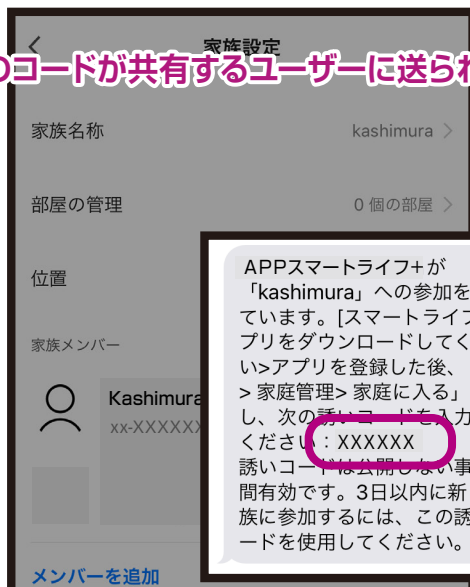 家族設定
のコードが共有するユーザーに送られ
家族名称
kashimura
部屋の管理
0 個の部屋
位置
家族メンバー
Kashimura
xx-XXXXXX
メンバーを追加
APPスマートライフ+が
「kashimura」への参加を
ています。[スマートライフ
プリをダウンロードしてく
い>アプリを登録した後、
> 家庭管理> 家庭に入る」
し、次の誘いコードを入力
ください:XXXXXX
誘いコードは公開しない事
間有効です。3日以内に新
族に参加するには、この誘
ードを使用してください。